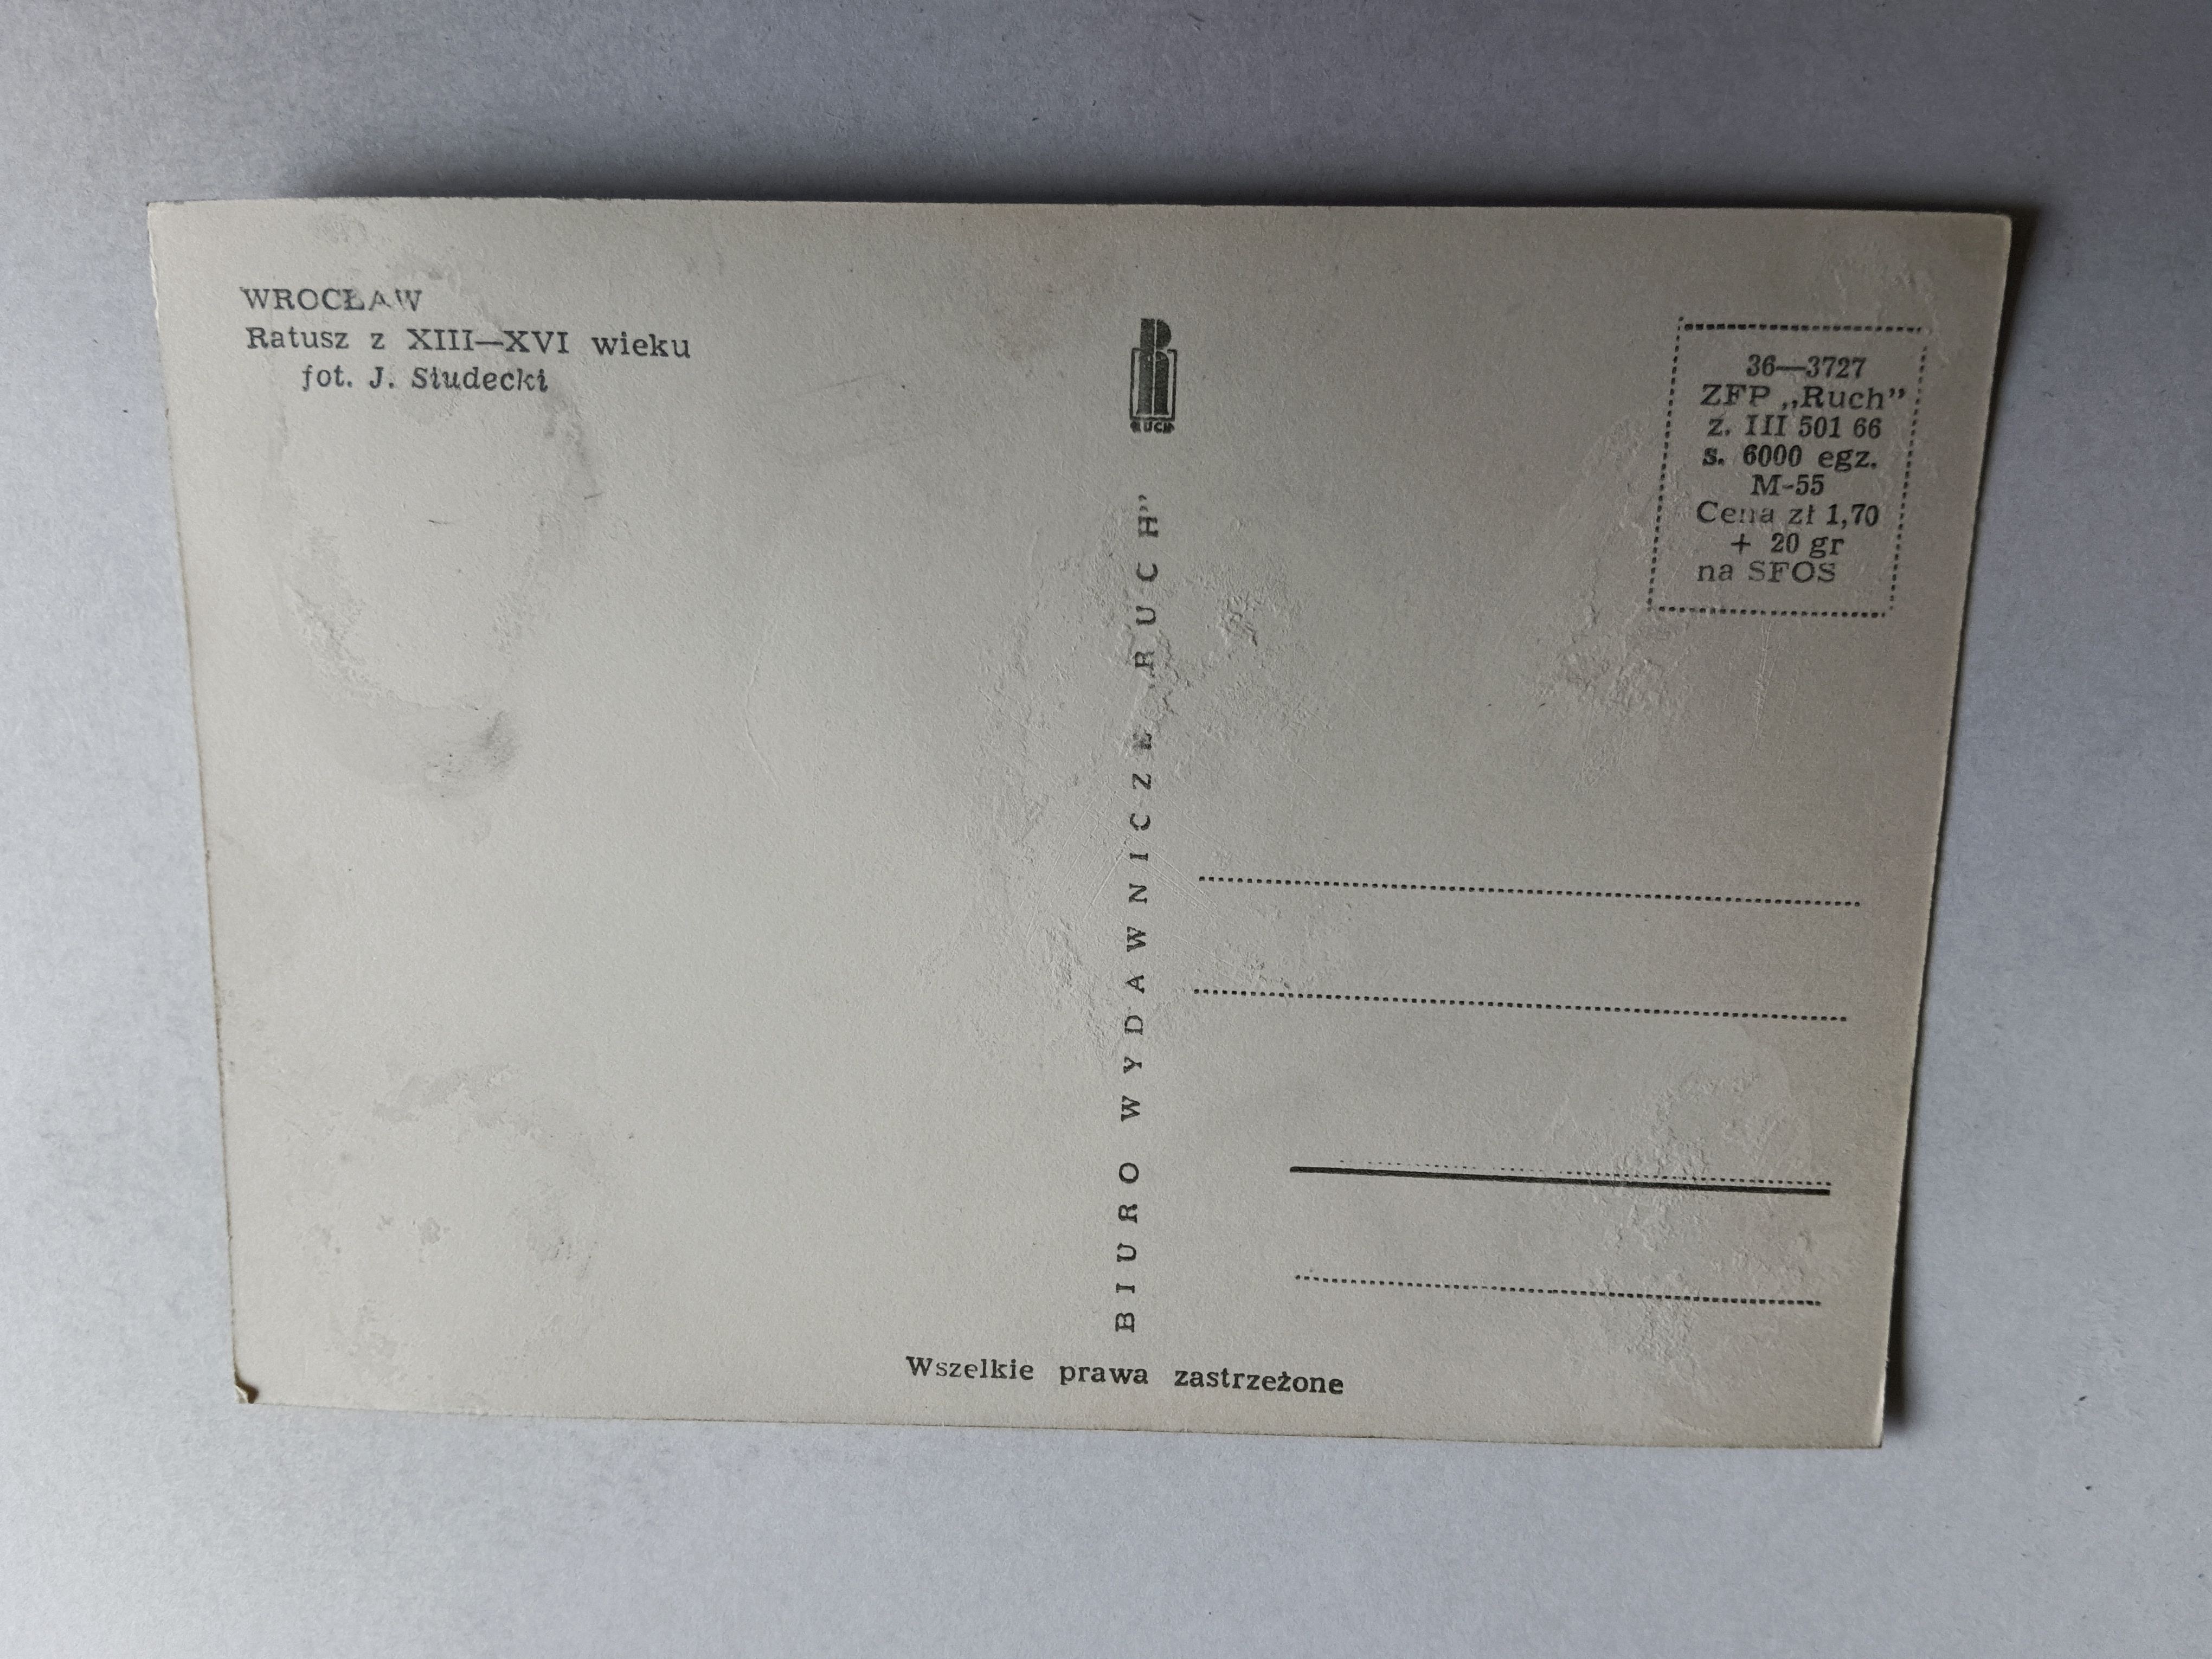 WROCŁAW
Ratusz z XIII—XVI wieku
fot. J. Siudecki
RUCH
BIURO WYDAWNICZE RUCH”
36—3727
ZFP „Ruch”
z. III 501 66
s. 6000 egz.
M-55
Cena zł 1,70
+ 20 gr
na SFOS
Wszelkie prawa zastrzeżone